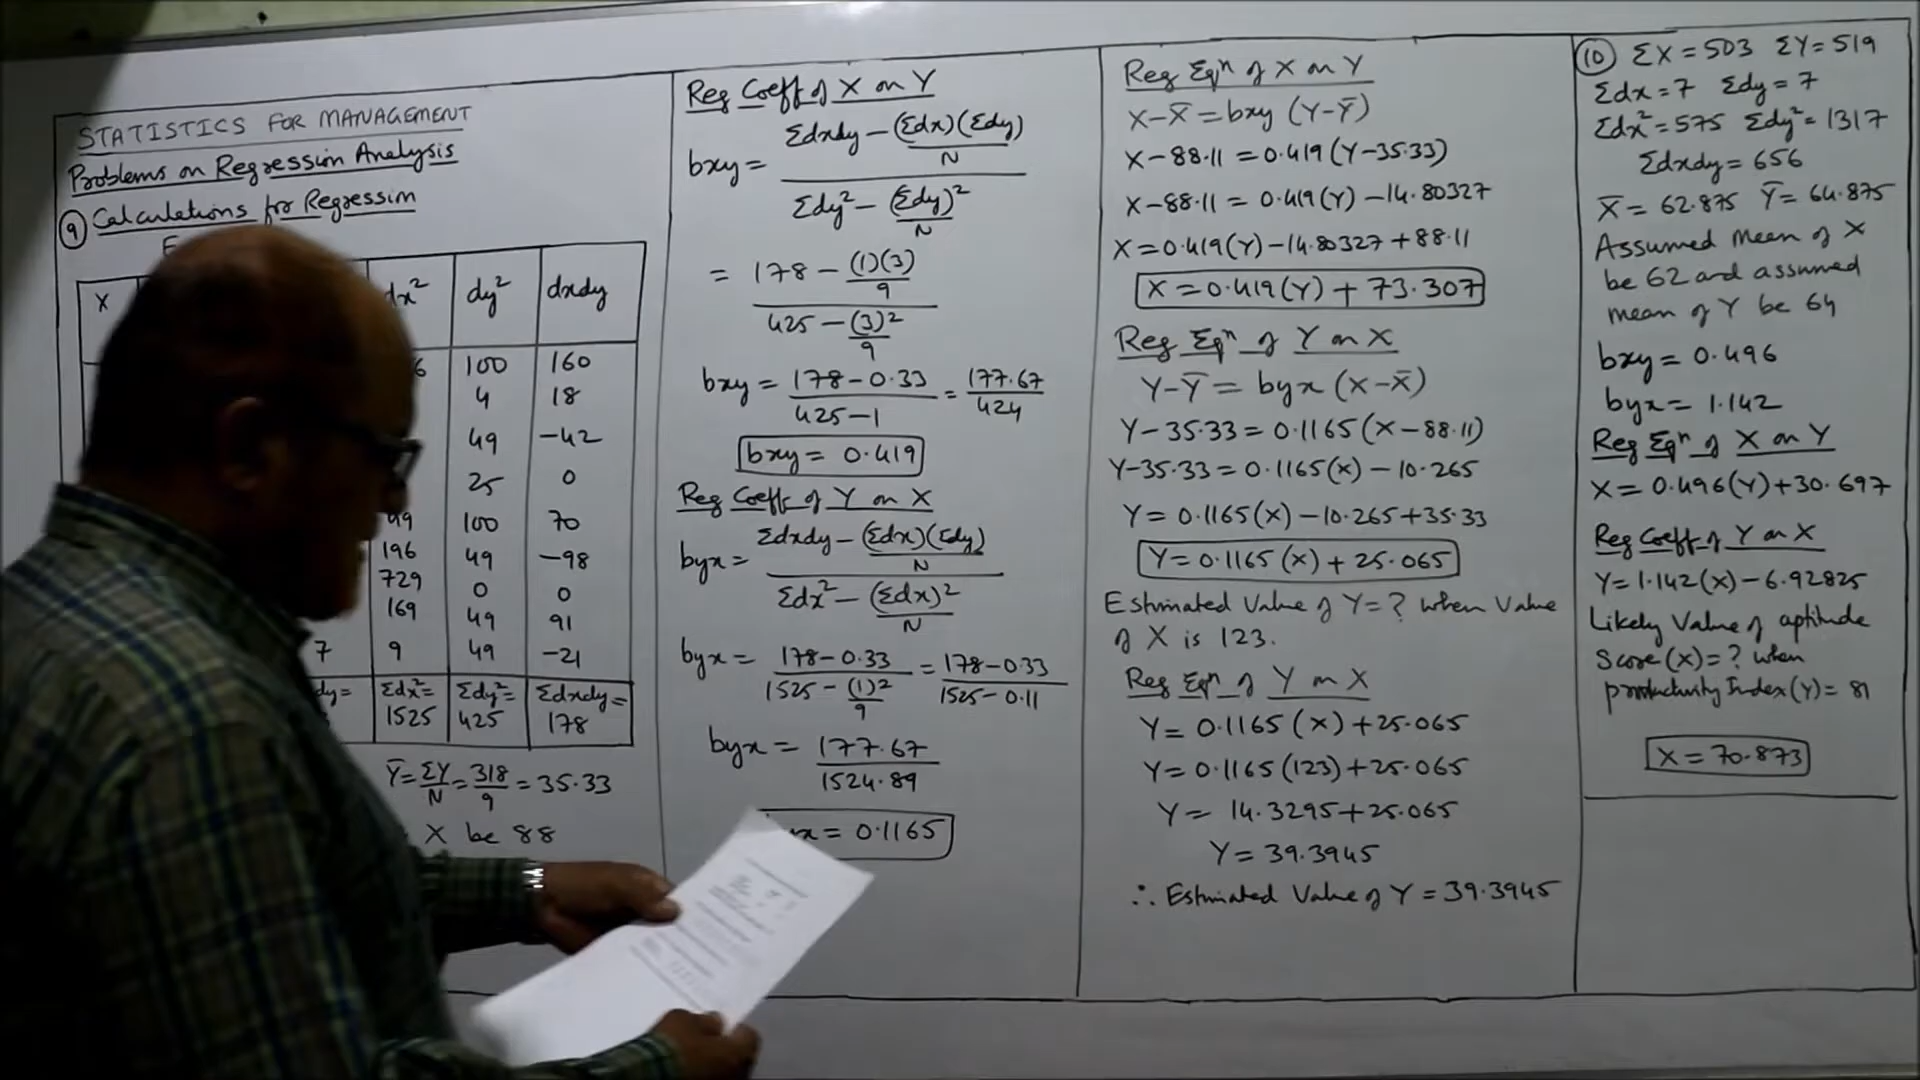 STATISTICS FOR MANAGEMENT
Problems on Regression Analysis
9 Calculations for Regression
X dx² dy² dxdy
6 100 160
4 18
49 -42
25 0
49 100 70
196 49 -98
729 0 0
169 49 91
7 9 49 -21
dy= Σdx²= Σdy²= Σdxdy=
1525 425 178
Ȳ=ΣY/N=318/9=35.33
X be 88
Reg Coeff of X on Y
bxy = Σdxdy-(Σdx)(Σdy)/N
Σdy²-(Σdy)²/N
= 178-(1)(3)/9
425-(3)²/9
bxy = 178-0.33/425-1 = 177.67/424
bxy = 0.419
Reg Coeff of Y on X
byx = Σdxdy-(Σdx)(Σdy)/N
Σdx²-(Σdx)²/N
byx = 178-0.33/1525-(1)²/9 = 178-0.33/1525-0.11
byx = 177.67/1524.89
x = 0.1165
Reg Eqⁿ of X on Y
X-X̄=bxy (Y-Ȳ)
X-88.11=0.419(Y-35.33)
X-88.11=0.419(Y)-14.80327
X=0.419(Y)-14.80327+88.11
X=0.419(Y)+73.307
Reg Eqⁿ of Y on X
Y-Ȳ=byx (X-X̄)
Y-35.33=0.1165(X-88.11)
Y-35.33=0.1165(x)-10.265
Y=0.1165(x)-10.265+35.33
Y=0.1165(x)+25.065
Estimated Value of Y=? when Value
of X is 123.
Reg Eqⁿ of Y on X
Y=0.1165(x)+25.065
Y=0.1165(123)+25.065
Y=14.3295+25.065
Y=39.3945
∴ Estimated Value of Y=39.3945
10 ΣX=503 ΣY=519
Σdx=7 Σdy=7
Σdx²=575 Σdy²=1317
Σdxdy=656
X̄=62.875 Ȳ=64.875
Assumed Mean of X
be 62 and assumed
mean of Y be 64
bxy=0.496
byx=1.142
Reg Eqⁿ of X on Y
X=0.496(Y)+30.697
Reg Coeff of Y on X
Y=1.142(x)-6.92825
Likely Value of aptitude
Score(x)=? when
productivity Index(Y)=81
X=70.873